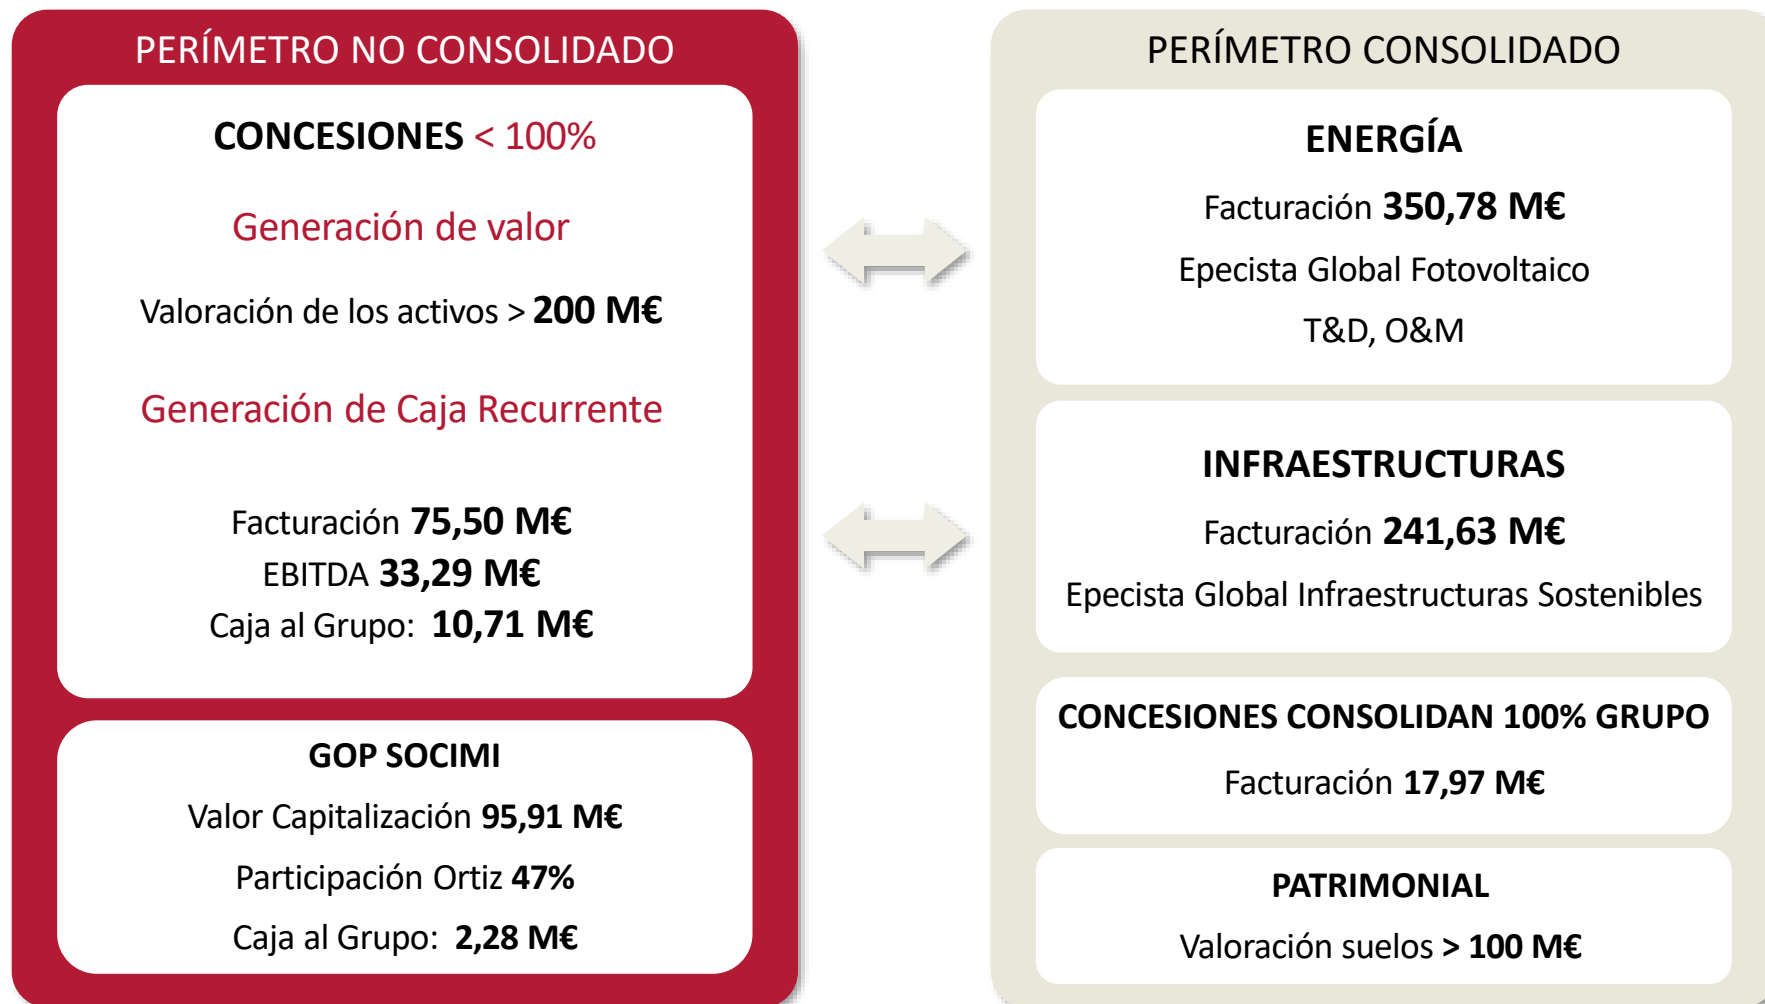 PERÍMETRO NO CONSOLIDADO
CONCESIONES < 100%
Generación de valor
Valoración de los activos > 200 M€
Generación de Caja Recurrente
Facturación 75,50 M€
EBITDA 33,29 M€
Caja al Grupo: 10,71 M€
GOP SOCIMI
Valor Capitalización 95,91 M€
Participación Ortiz 47%
Caja al Grupo: 2,28 M€
PERÍMETRO CONSOLIDADO
ENERGÍA
Facturación 350,78 M€
Epecista Global Fotovoltaico
T&D, O&M
INFRAESTRUCTURAS
Facturación 241,63 M€
Epecista Global Infraestructuras Sostenibles
CONCESIONES CONSOLIDAN 100% GRUPO
Facturación 17,97 M€
PATRIMONIAL
Valoración suelos > 100 M€